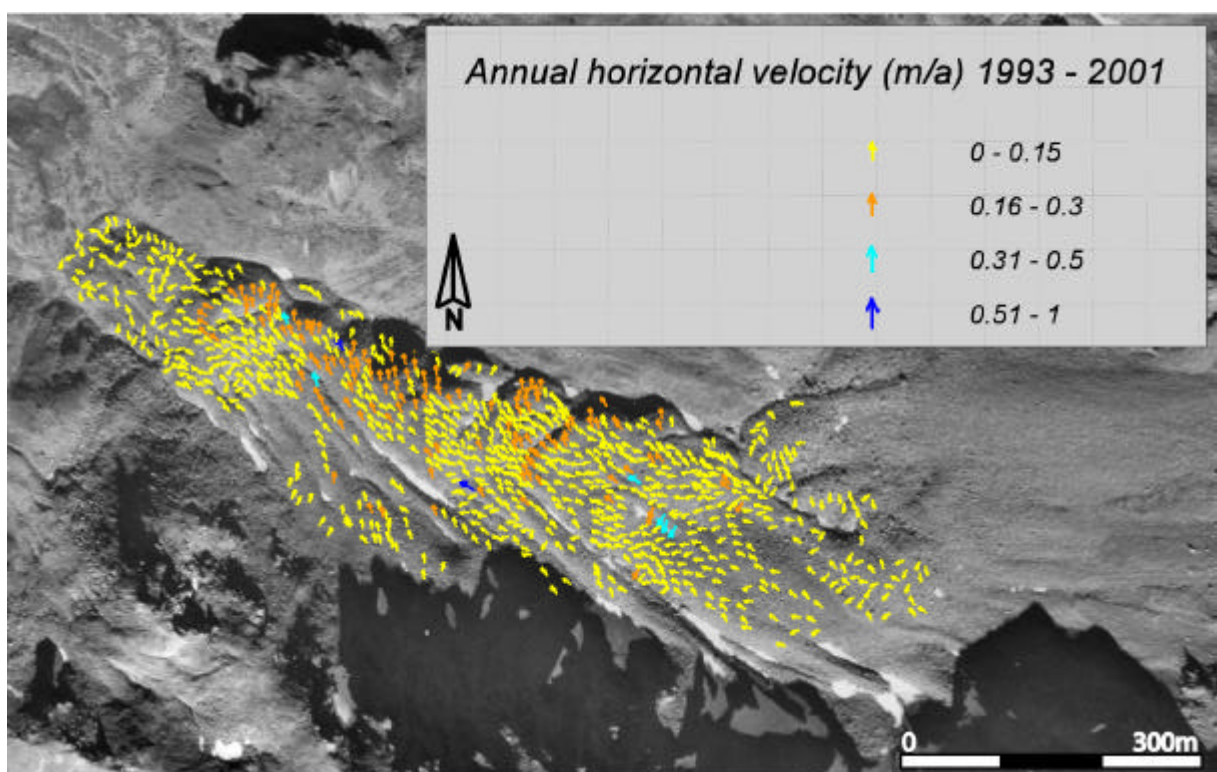 Annual horizontal velocity (m/a) 1993 - 2001
0 - 0.15
0.16 - 0.3
0.31 - 0.5
0.51 - 1
N
0 300m